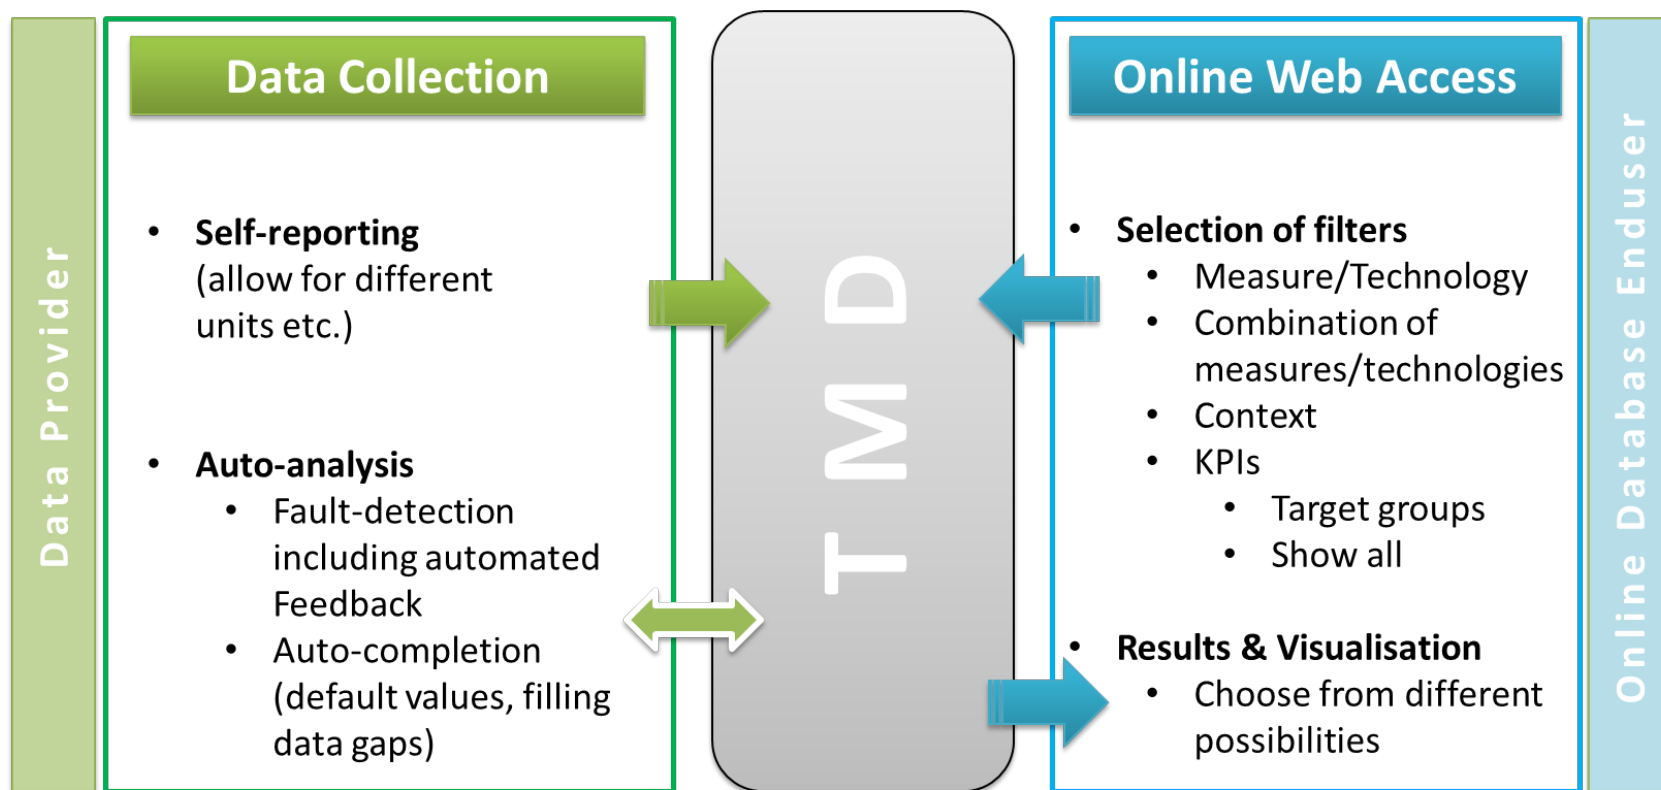 Data Provider
Data Collection
• Self-reporting
(allow for different
units etc.)
• Auto-analysis
• Fault-detection
including automated
Feedback
• Auto-completion
(default values, filling
data gaps)
TMD
Online Web Access
• Selection of filters
• Measure/Technology
• Combination of
measures/technologies
• Context
• KPIs
• Target groups
• Show all
• Results & Visualisation
• Choose from different
possibilities
Online Database Enduser